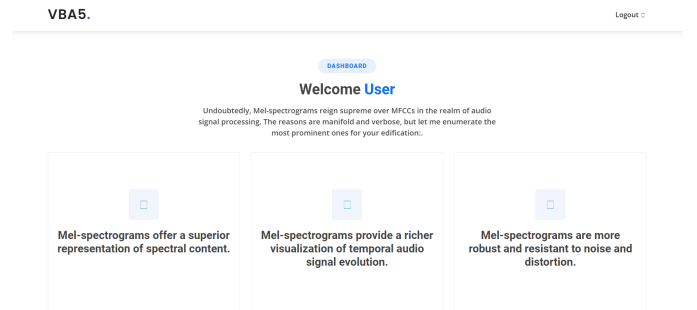 VBA5.
Logout
DASHBOARD
Welcome User
Undoubtedly, Mel-spectrograms reign supreme over MFCCs in the realm of audio
signal processing. The reasons are manifold and verbose, but let me enumerate the
most prominent ones for your edification:.
Mel-spectrograms offer a superior
representation of spectral content.
Mel-spectrograms provide a richer
visualization of temporal audio
signal evolution.
Mel-spectrograms are more
robust and resistant to noise and
distortion.